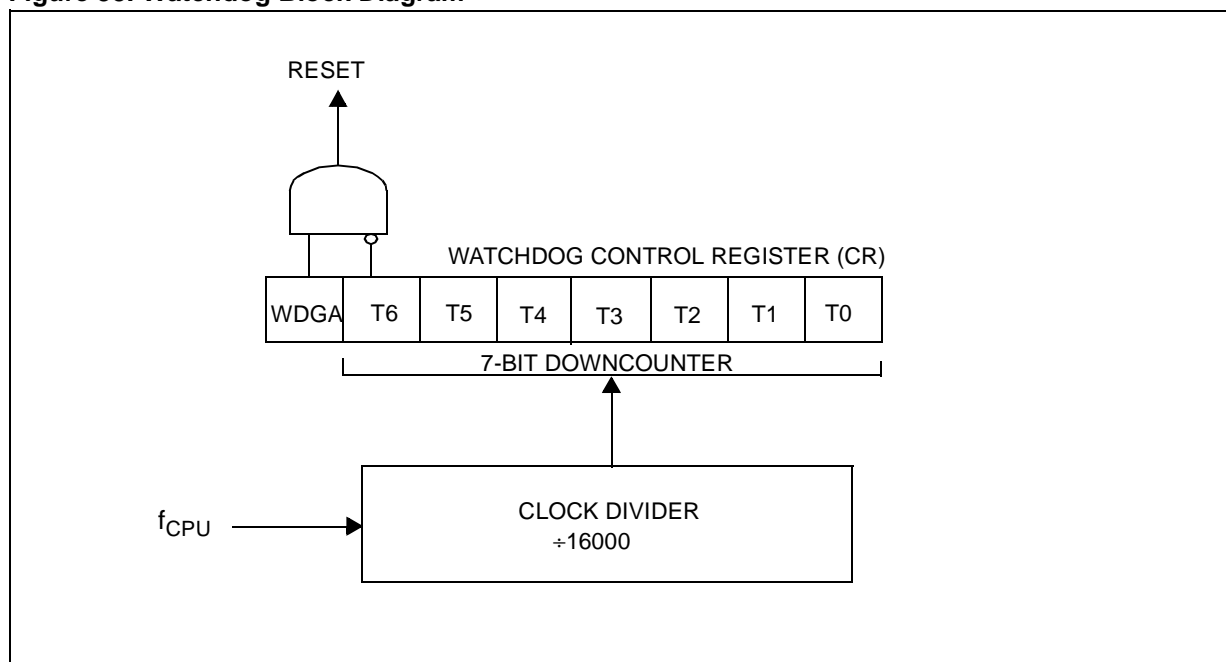 Figure Watchdog Block Diagram
RESET
WATCHDOG CONTROL REGISTER (CR)
WDGA T6 T5 T4 T3 T2 T1 T0
7-BIT DOWNCOUNTER
fCPU
CLOCK DIVIDER
÷16000